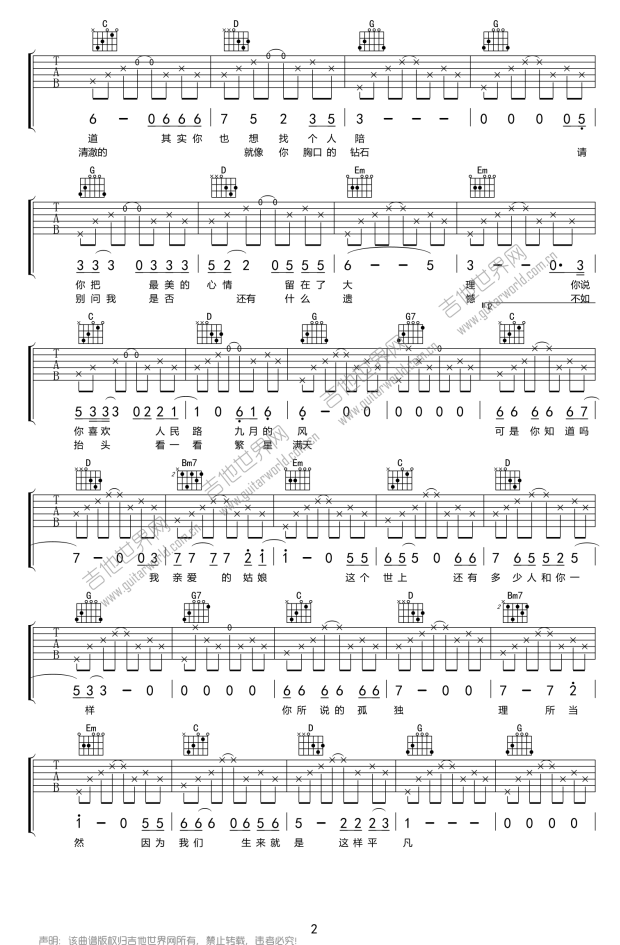 C D G G
T A B
6 - 0 6 6 6 7 5 2 3 5 3 - - - 0 0 0 0 5
道 其实你 也 想 找 个 人 陪
清澈的 就像 你 胸口的 钻石 请
G D Em Em
T A B
3 3 3 3 0 3 3 3 5 2 2 0 5 5 5 6 - - 5 3 - - 0· 3
你 把 最 美 的 心 情 留 在 了 大 理 你说
别 问 我 是 否 还有 什么 遗 憾 不如
C D G G7 C
T A B
5 3 3 3 3 0 2 2 1 1 0 6 1 6 6 - 0 0 0 0 0 0 0 6 6 6 6 7
你喜欢 人民 路 九月的 风 可是 你 知 道吗
抬 头 看一 看 繁 星 满天
D Bm7 Em C D
T A B
7 - 0 0 3 7 7 7 7 2 1 1 - 0 5 5 6 5 5 0 6 6 7 6 5 5 2 5
我 亲爱 的 姑娘 这个 世上 还有 多 少人和你一
G G7 C D Bm7
T A B
5 3 3 - 0 0 0 0 0 6 6 6 6 6 6 6 7 - 0 0 7 - 7 2
样 你所 说的 孤 独 理 所 当
Em C D G G
T A B
1 - 0 5 5 6 6 6 0 6 5 6 5 - 2 2 2 3 1 - - - 0 0 0 0
然 因为 我们 生来就 是 这样平 凡
吉他世界网
www.guitarworld.com.cn
2
声明：该曲谱版权归吉他世界网所有，禁止转载，违者必究！